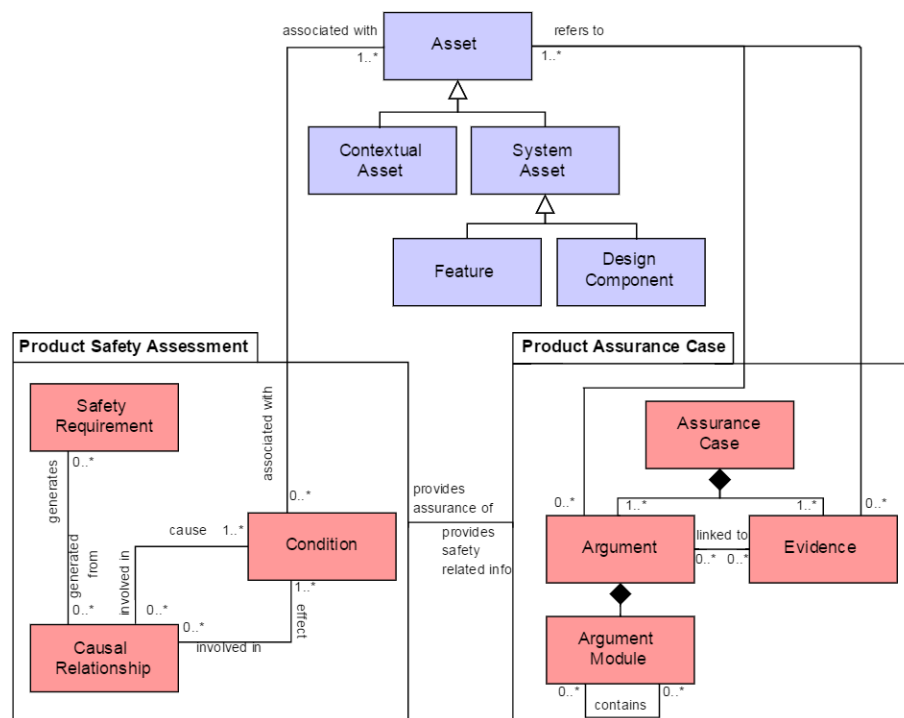 associated with
Asset
refers to
1..*
1..*
Contextual
Asset
System
Asset
Feature
Design
Component
Product Safety Assessment
Product Assurance Case
Safety
Requirement
0..*
generates
generated
from
0..*
associated with
0..*
cause
1..*
Condition
1..*
involved in
0..*
effect
0..*
involved in
Causal
Relationship
provides
assurance of
provides
safety
related info
Assurance
Case
0..*
1..*
1..*
0..*
Argument
linked to
0..*
0..*
Evidence
Argument
Module
0..*
0..*
contains